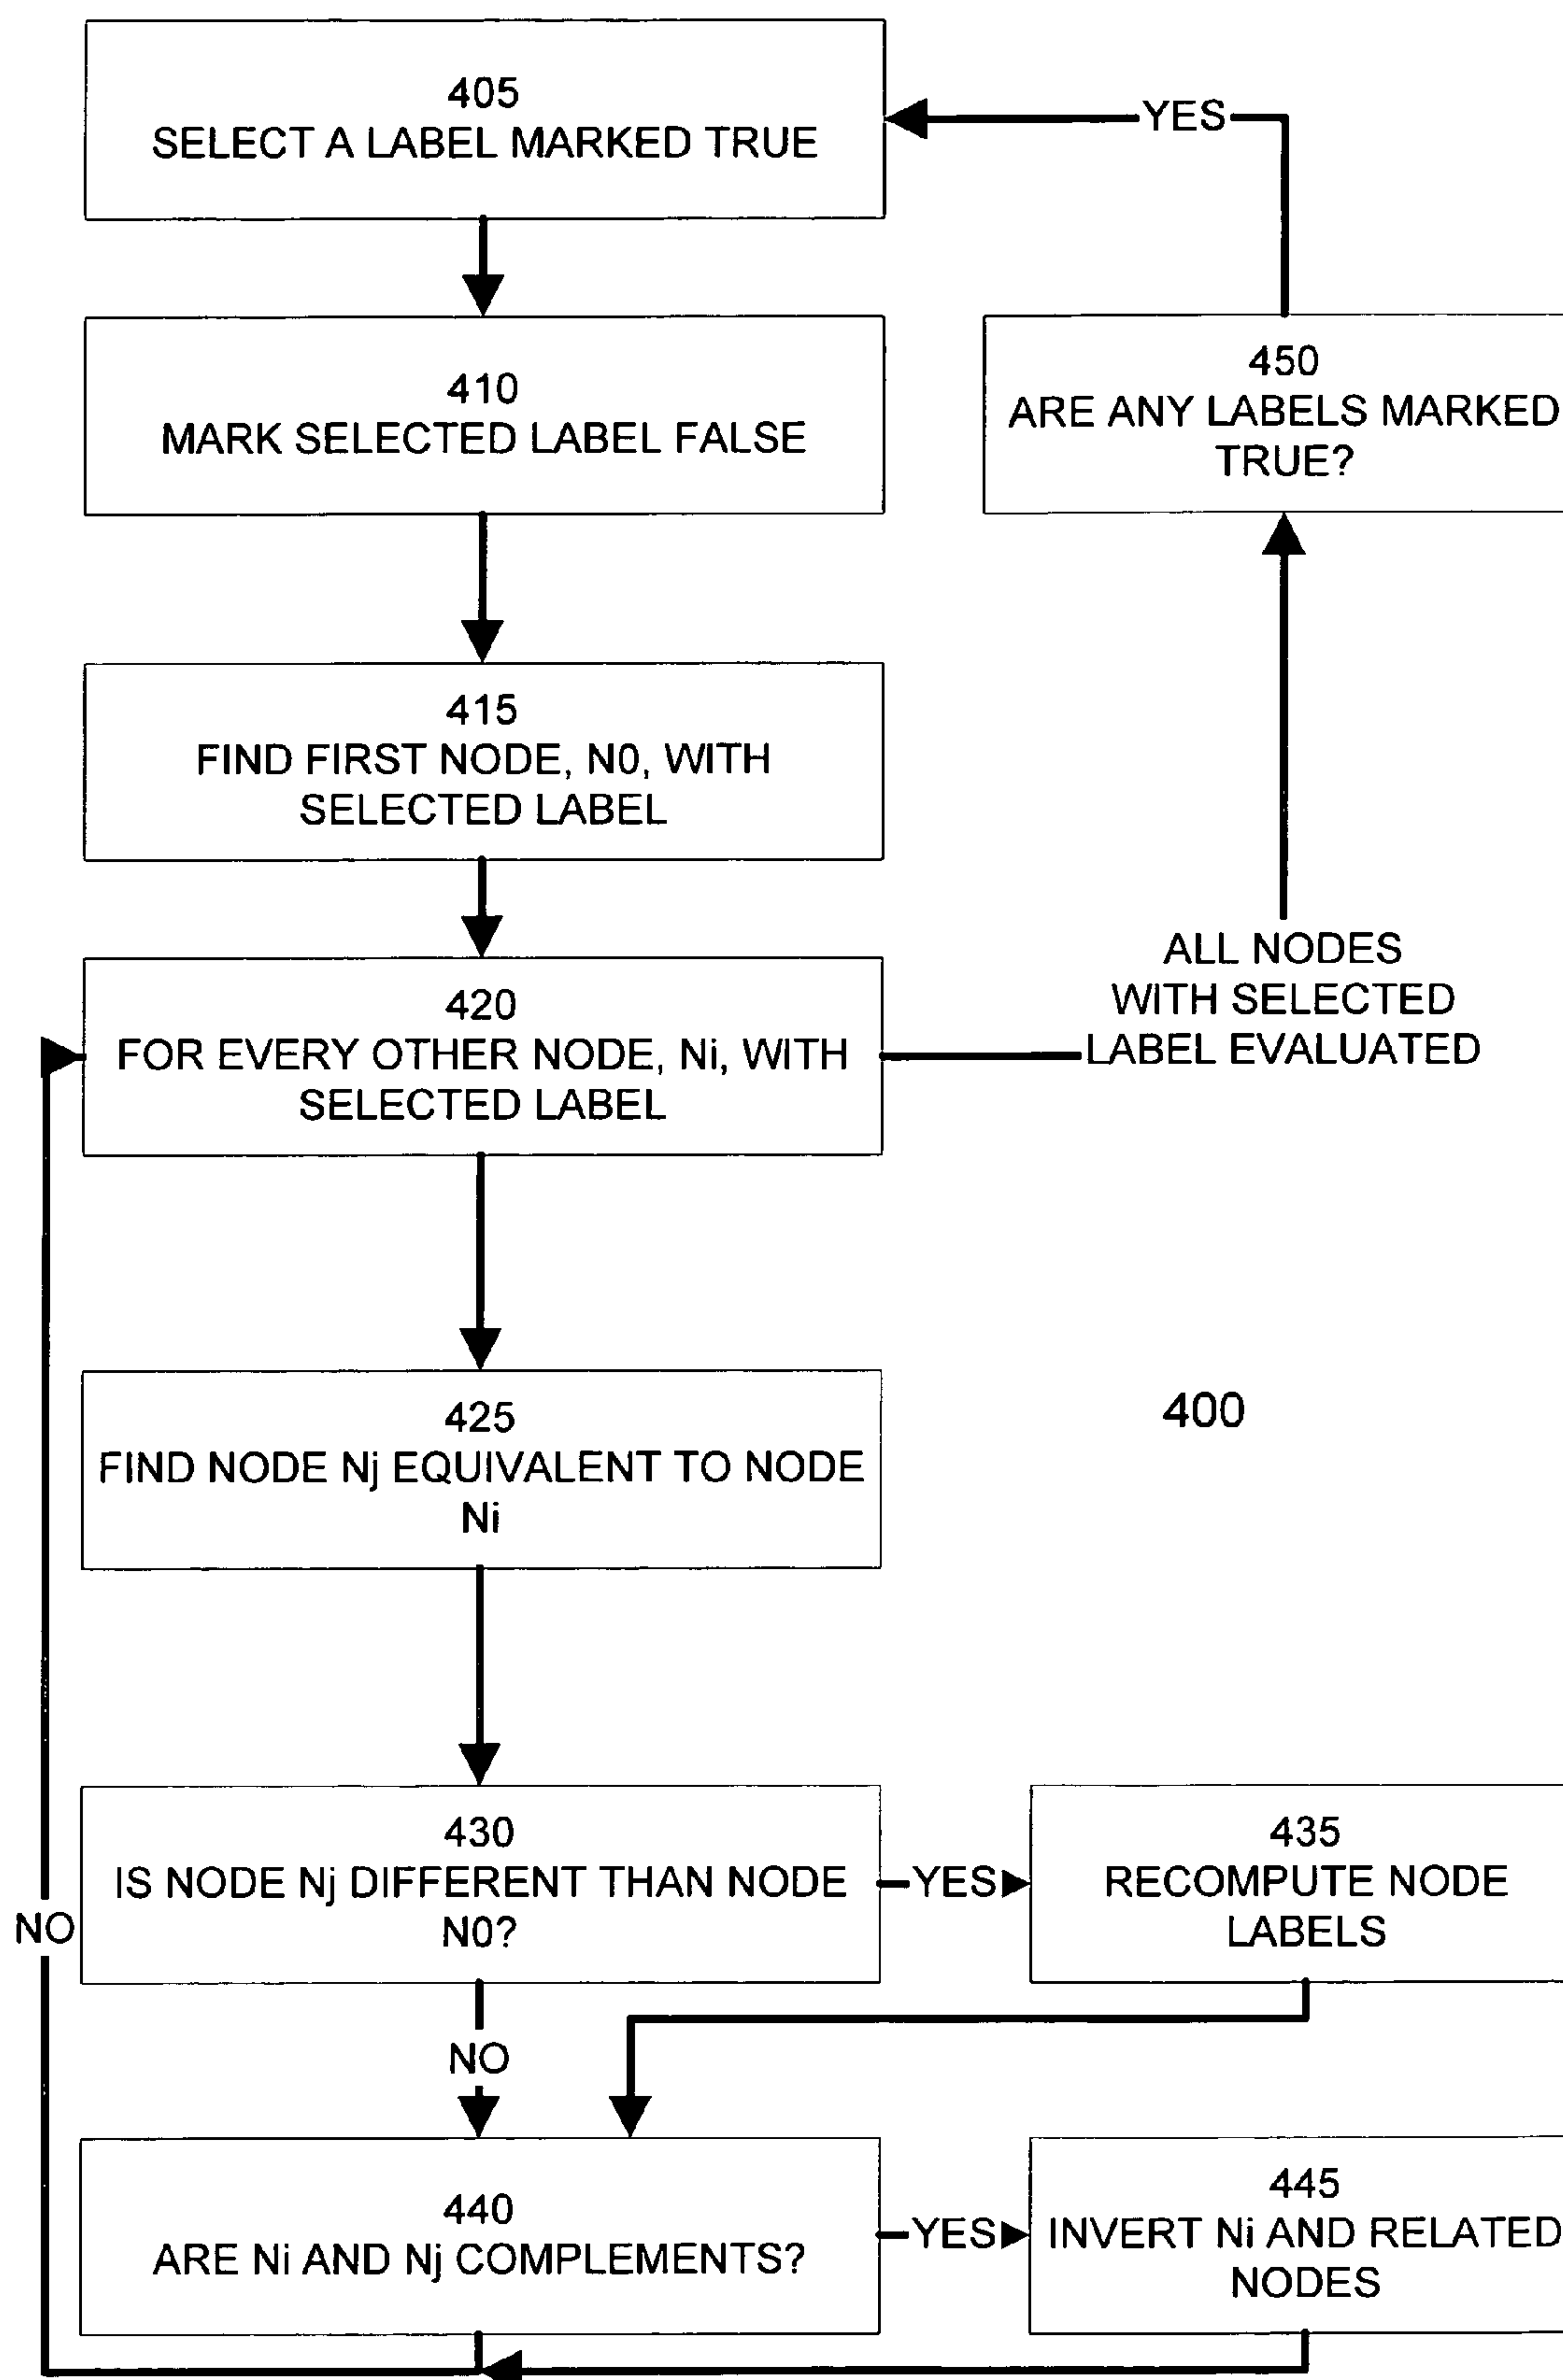 405
SELECT A LABEL MARKED TRUE
YES
410
MARK SELECTED LABEL FALSE
450
ARE ANY LABELS MARKED
TRUE?
415
FIND FIRST NODE, N0, WITH
SELECTED LABEL
420
FOR EVERY OTHER NODE, Ni, WITH
SELECTED LABEL
ALL NODES
WITH SELECTED
LABEL EVALUATED
425
FIND NODE Nj EQUIVALENT TO NODE
Ni
400
430
IS NODE Nj DIFFERENT THAN NODE
N0?
YES
435
RECOMPUTE NODE
LABELS
NO
NO
440
ARE Ni AND Nj COMPLEMENTS?
YES
445
INVERT Ni AND RELATED
NODES